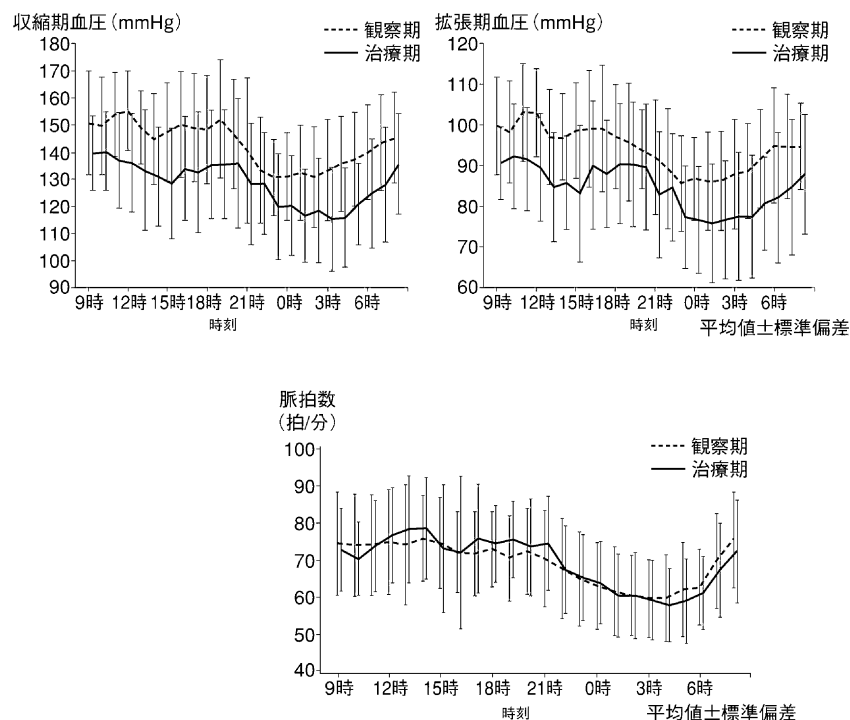 収縮期血圧(mmHg)
観察期
治療期
180
170
160
150
140
130
120
110
100
90
9時 12時 15時 18時 21時 0時 3時 6時
時刻
拡張期血圧(mmHg)
観察期
治療期
120
110
100
90
80
70
60
9時 12時 15時 18時 21時 0時 3時 6時
時刻
平均値±標準偏差
脈拍数
(拍/分)
観察期
治療期
100
90
80
70
60
50
40
9時 12時 15時 18時 21時 0時 3時 6時
時刻
平均値±標準偏差